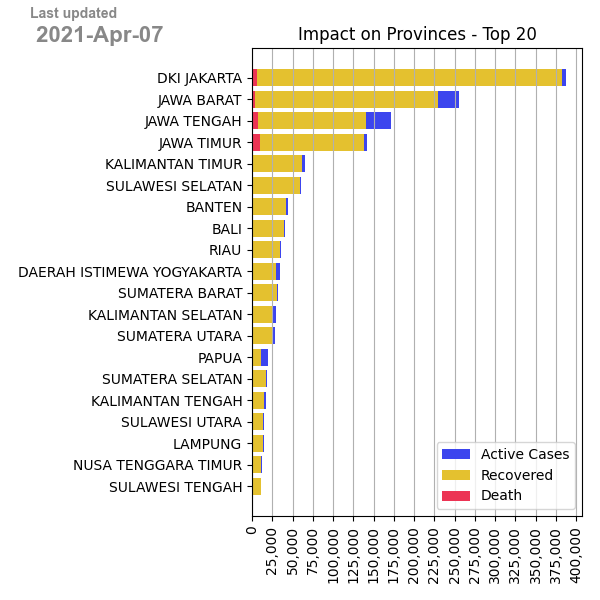 Last updated
2021-Apr-07
Impact on Provinces - Top 20
DKI JAKARTA
JAWA BARAT
JAWA TENGAH
JAWA TIMUR
KALIMANTAN TIMUR
SULAWESI SELATAN
BANTEN
BALI
RIAU
DAERAH ISTIMEWA YOGYAKARTA
SUMATERA BARAT
KALIMANTAN SELATAN
SUMATERA UTARA
PAPUA
SUMATERA SELATAN
KALIMANTAN TENGAH
SULAWESI UTARA
LAMPUNG
NUSA TENGGARA TIMUR
SULAWESI TENGAH
Active Cases
Recovered
Death
0
25,000
50,000
75,000
100,000
125,000
150,000
175,000
200,000
225,000
250,000
275,000
300,000
325,000
350,000
375,000
400,000